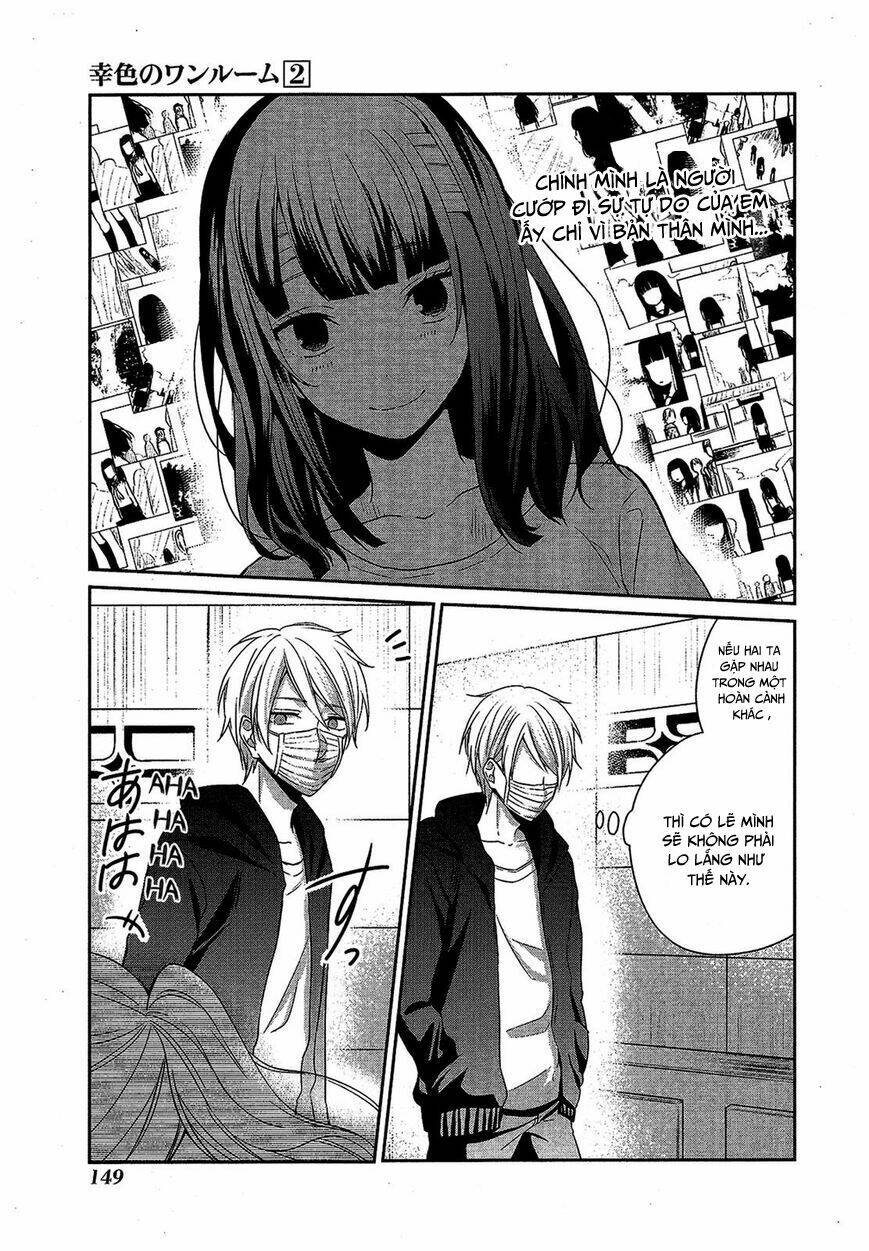 幸色のワンルーム2
CHÍNH MÌNH LÀ NGƯỜI
CƯỚP ĐI SỰ TỰ DO CỦA EM
ẤY CHỈ VÌ BẢN THÂN MÌNH...
NẾU HAI TA
GẶP NHAU
TRONG MỘT
HOÀN CẢNH
KHÁC ,
THÌ CÓ LẼ MÌNH
SẼ KHÔNG PHẢI
LO LẮNG NHƯ
THẾ NÀY.
すっ
AHA
HA
HA
HA
あはは
149